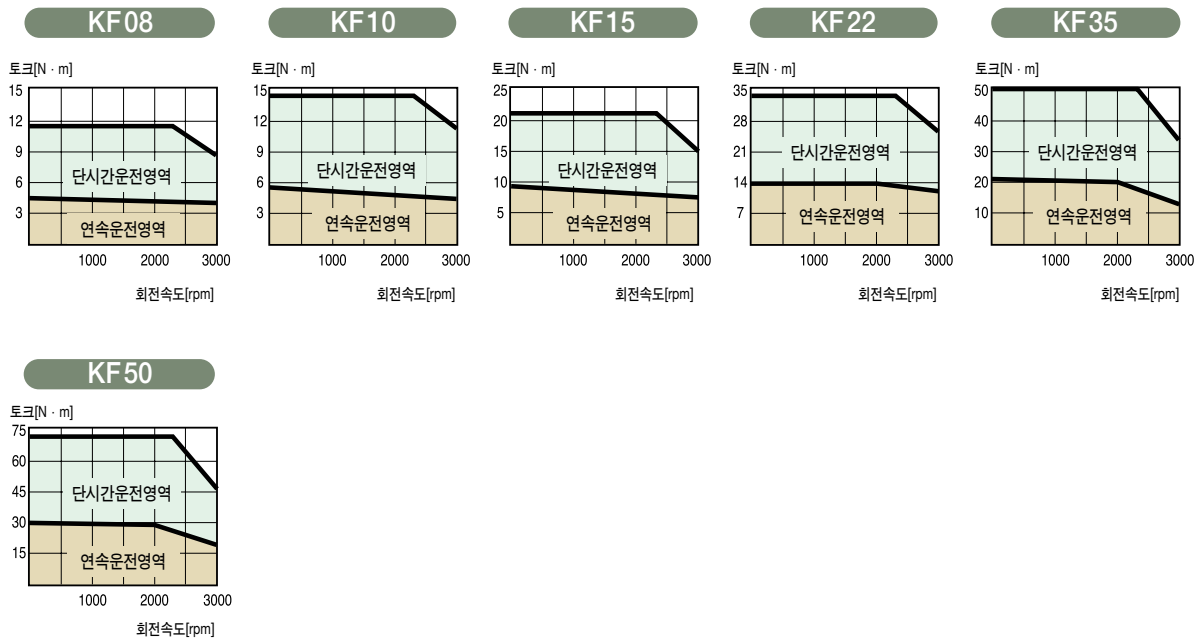 KF08
토크[N · m]
15
12
9
6
3
단시간운전영역
연속운전영역
1000 2000 3000
회전속도[rpm]
KF10
토크[N · m]
15
12
9
6
3
단시간운전영역
연속운전영역
1000 2000 3000
회전속도[rpm]
KF15
토크[N · m]
25
20
15
10
5
단시간운전영역
연속운전영역
1000 2000 3000
회전속도[rpm]
KF22
토크[N · m]
35
28
21
14
7
단시간운전영역
연속운전영역
1000 2000 3000
회전속도[rpm]
KF35
토크[N · m]
50
40
30
20
10
단시간운전영역
연속운전영역
1000 2000 3000
회전속도[rpm]
KF50
토크[N · m]
75
60
45
30
15
단시간운전영역
연속운전영역
1000 2000 3000
회전속도[rpm]